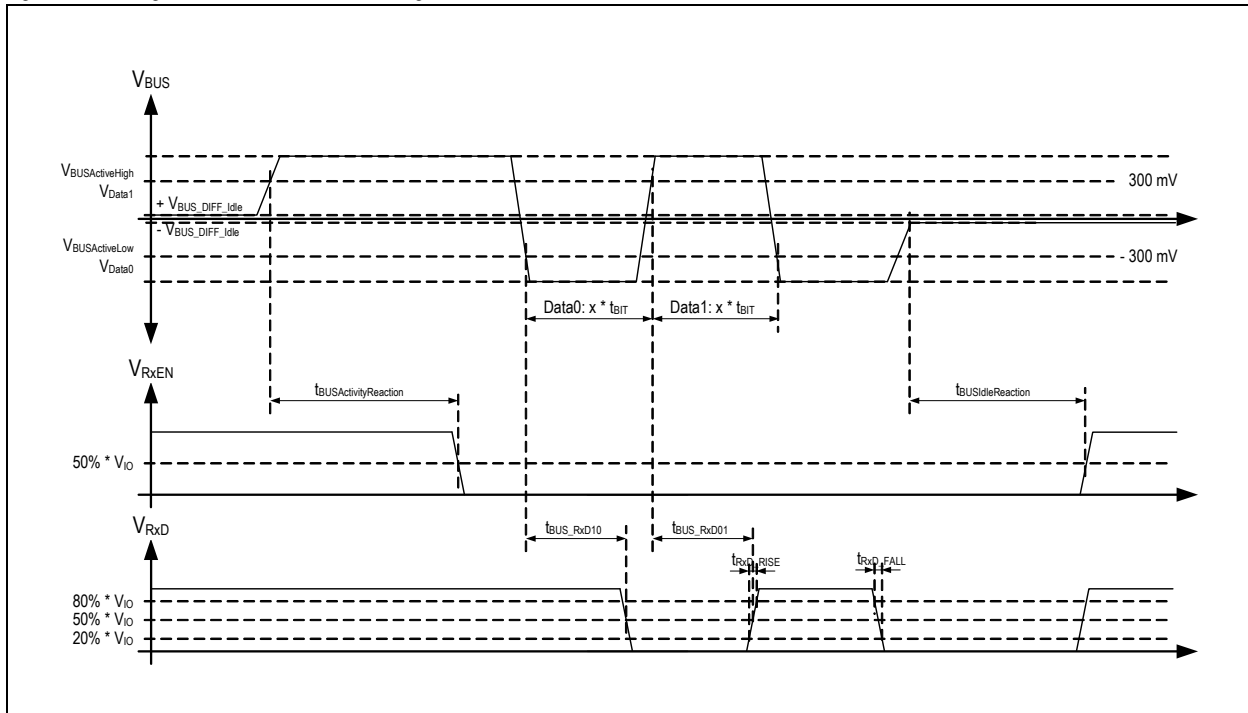 VBUS
VBUSActiveHigh
300 mV
VData1
+ VBUS_DIFF_Idle
- VBUS_DIFF_Idle
VBUSActiveLow
- 300 mV
VData0
Data0: x * tBIT
Data1: x * tBIT
VRxEN
tBUSActivityReaction
tBUSIdleReaction
50% * VIO
VRxD
tBUS_RxD10
tBUS_RxD01
tRxD_RISE
tRxD_FALL
80% * VIO
50% * VIO
20% * VIO